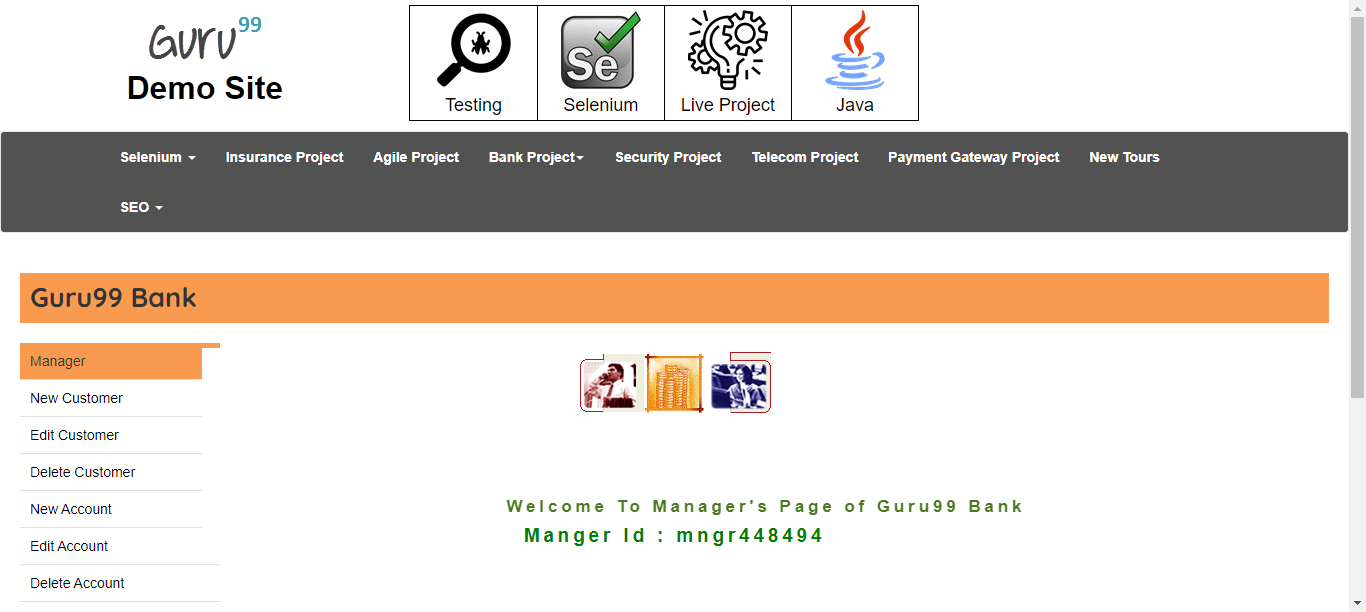 Guru99
Demo Site
Testing
Selenium
Live Project
Java
Selenium
Insurance Project
Agile Project
Bank Project
Security Project
Telecom Project
Payment Gateway Project
New Tours
SEO
Guru99 Bank
Manager
New Customer
Edit Customer
Delete Customer
New Account
Edit Account
Delete Account
Se
Welcome To Manager's Page of Guru99 Bank
Manger Id : mngr448494